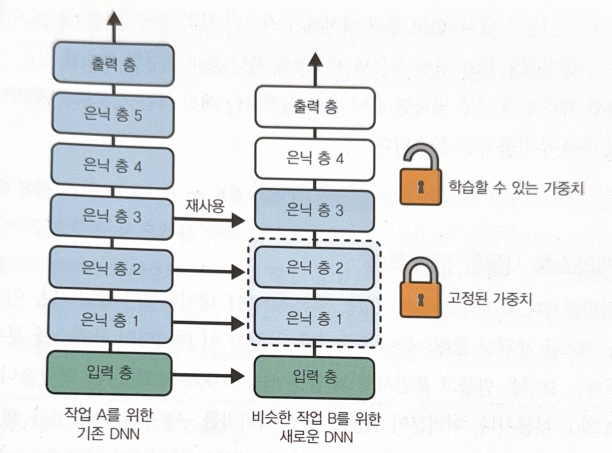 출력 층
은닉 층 5
은닉 층 4
은닉 층 3
은닉 층 2
은닉 층 1
입력 층
작업 A를 위한
기존 DNN
재사용
출력 층
은닉 층 4
은닉 층 3
은닉 층 2
은닉 층 1
입력 층
비슷한 작업 B를 위한
새로운 DNN
학습할 수 있는 가중치
고정된 가중치